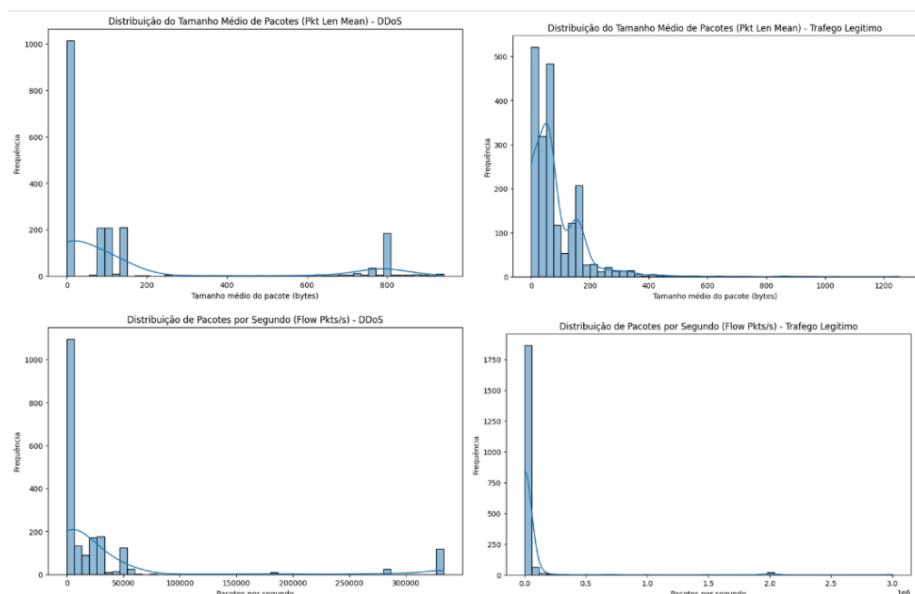 Distribuição do Tamanho Médio de Pacotes (Pkt Len Mean) - DDoS
1000
800
600
400
200
0
Frequência
0 200 400 600 800
Tamanho médio do pacote (bytes)
Distribuição do Tamanho Médio de Pacotes (Pkt Len Mean) - Trafego Legitimo
500
400
300
200
100
0
Frequência
0 200 400 600 800 1000 1200
Tamanho médio do pacote (bytes)
Distribuição de Pacotes por Segundo (Flow Pkts/s) - DDoS
1000
800
600
400
200
0
Frequência
0 50000 100000 150000 200000 250000 300000
Pacotes por segundo
Distribuição de Pacotes por Segundo (Flow Pkts/s) - Trafego Legitimo
1750
1500
1250
1000
750
500
250
0
Frequência
0.0 0.5 1.0 1.5 2.0 2.5 3.0
1e6
Pacotes por segundo